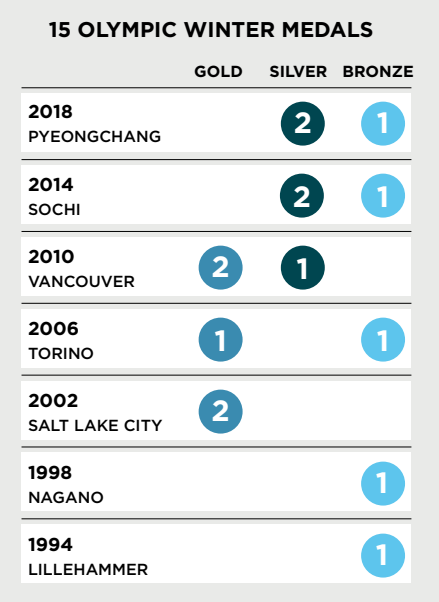 15 OLYMPIC WINTER MEDALS
GOLD SILVER BRONZE
2018
PYEONGCHANG
2 1
2014
SOCHI
2 1
2010
VANCOUVER
2 1
2006
TORINO
1 1
2002
SALT LAKE CITY
2
1998
NAGANO
1
1994
LILLEHAMMER
1